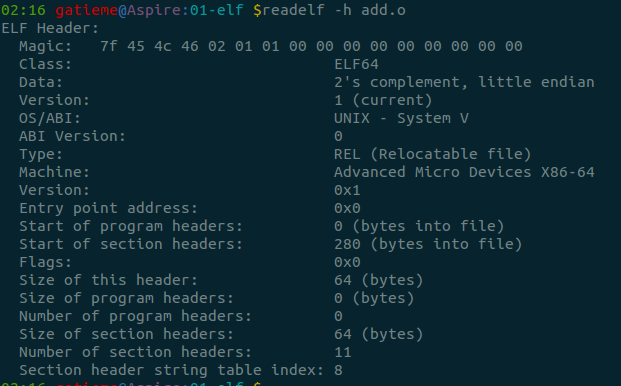 02:16 gatieme@Aspire:01-elf $readelf -h add.o
ELF Header:
  Magic:   7f 45 4c 46 02 01 01 00 00 00 00 00 00 00 00 00
  Class:                             ELF64
  Data:                              2's complement, little endian
  Version:                           1 (current)
  OS/ABI:                            UNIX - System V
  ABI Version:                       0
  Type:                              REL (Relocatable file)
  Machine:                           Advanced Micro Devices X86-64
  Version:                           0x1
  Entry point address:               0x0
  Start of program headers:          0 (bytes into file)
  Start of section headers:          280 (bytes into file)
  Flags:                             0x0
  Size of this header:               64 (bytes)
  Size of program headers:           0 (bytes)
  Number of program headers:         0
  Size of section headers:           64 (bytes)
  Number of section headers:         11
  Section header string table index: 8
02:16 gatieme@Aspire:01-elf $